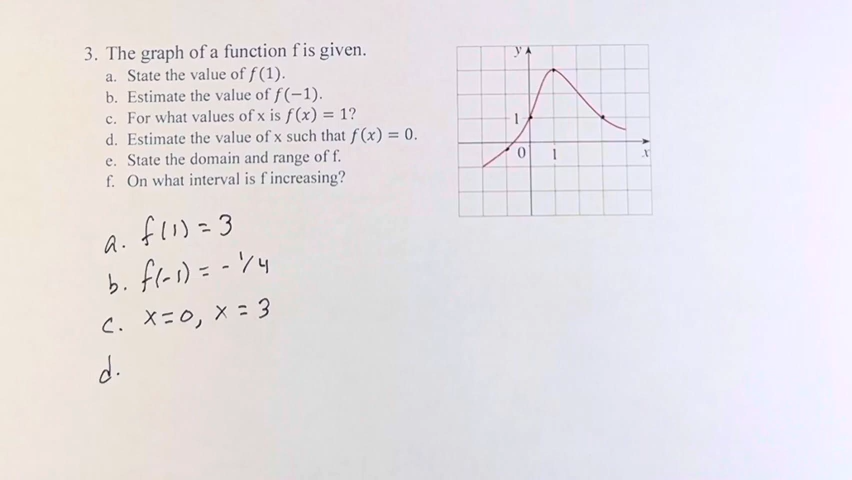 3. The graph of a function f is given.
a. State the value of f(1).
b. Estimate the value of f(−1).
c. For what values of x is f(x) = 1?
d. Estimate the value of x such that f(x) = 0.
e. State the domain and range of f.
f. On what interval is f increasing?
y
1
0
1
x
a. f(1) = 3
b. f(-1) = - 1/4
c. x=0, x = 3
d.